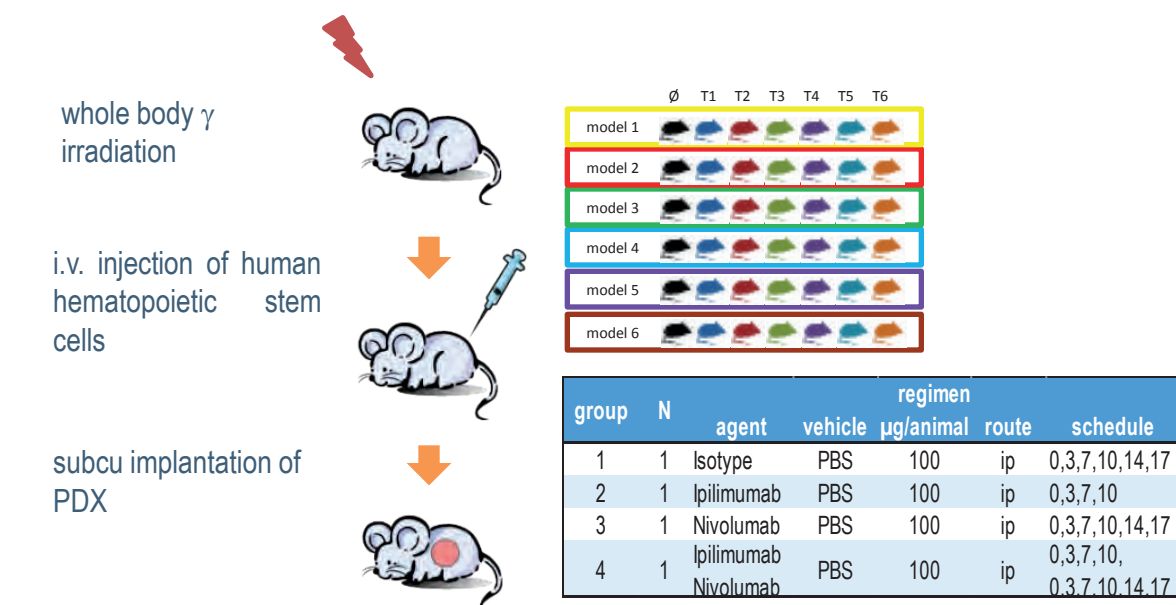 whole body γ
irradiation
i.v. injection of human
hematopoietic stem
cells
subcu implantation of
PDX
Ø T1 T2 T3 T4 T5 T6
model 1
model 2
model 3
model 4
model 5
model 6
group N regimen
agent vehicle µg/animal route schedule
1 1 Isotype PBS 100 ip 0,3,7,10,14,17
2 1 Ipilimumab PBS 100 ip 0,3,7,10
3 1 Nivolumab PBS 100 ip 0,3,7,10,14,17
4 1 Ipilimumab PBS 100 ip 0,3,7,10,
Nivolumab 0,3,7,10,14,17